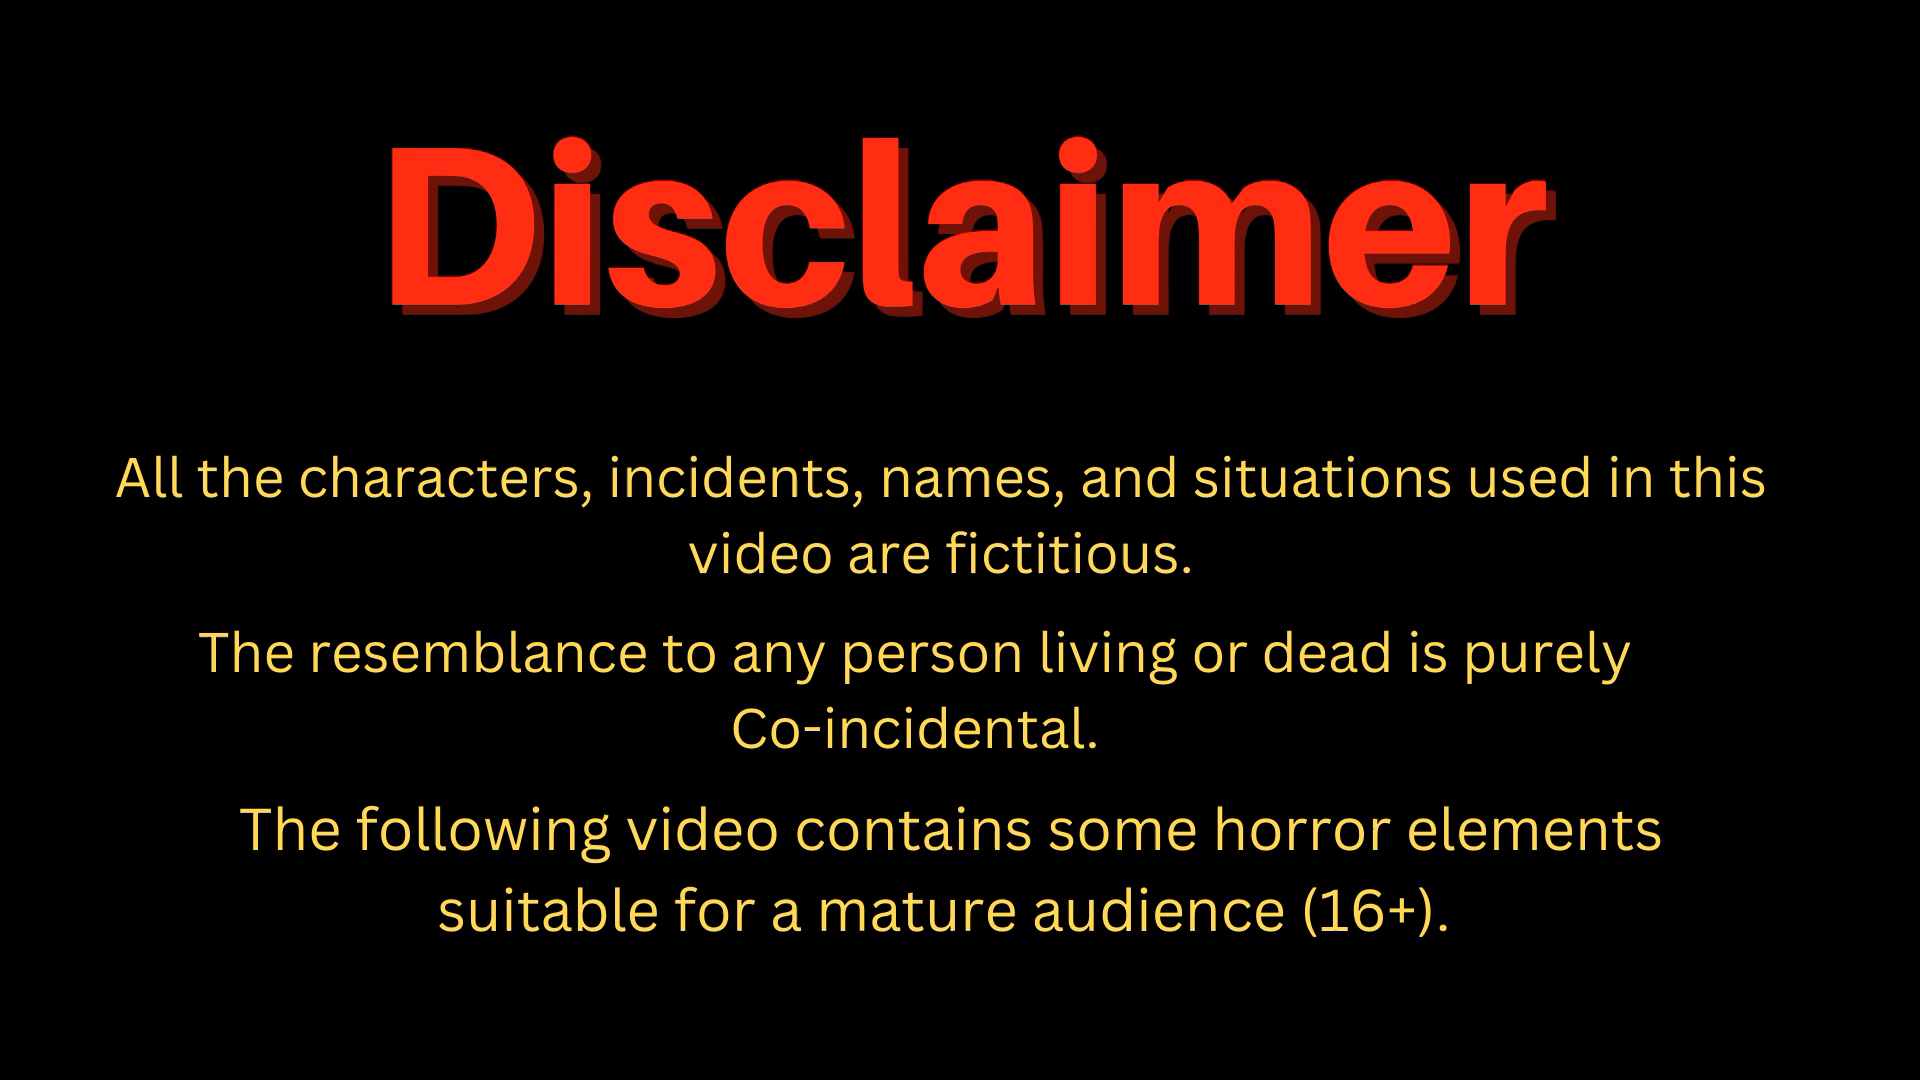 Disclaimer
All the characters, incidents, names, and situations used in this
video are fictitious.
The resemblance to any person living or dead is purely
Co-incidental.
The following video contains some horror elements
suitable for a mature audience (16+).